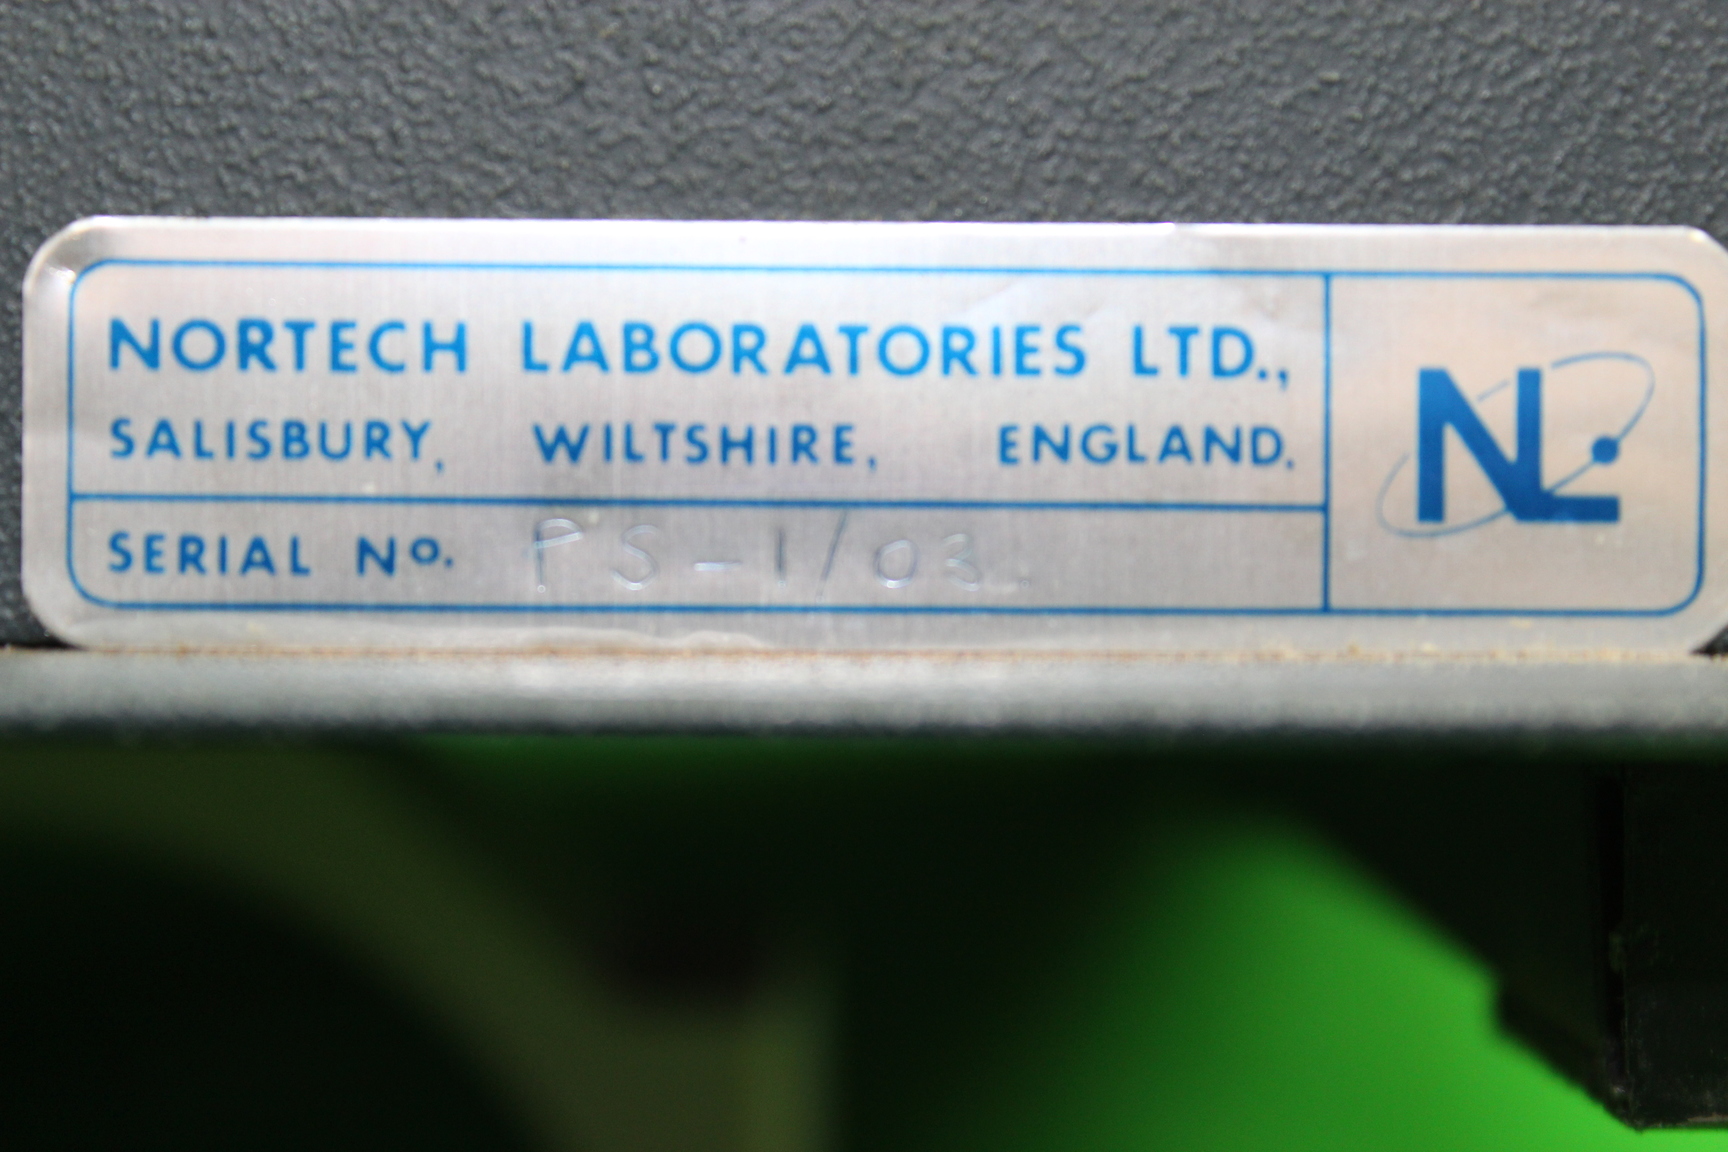 NORTECH LABORATORIES LTD.,
SALISBURY, WILTSHIRE, ENGLAND.
SERIAL No. PS-1/03
NL